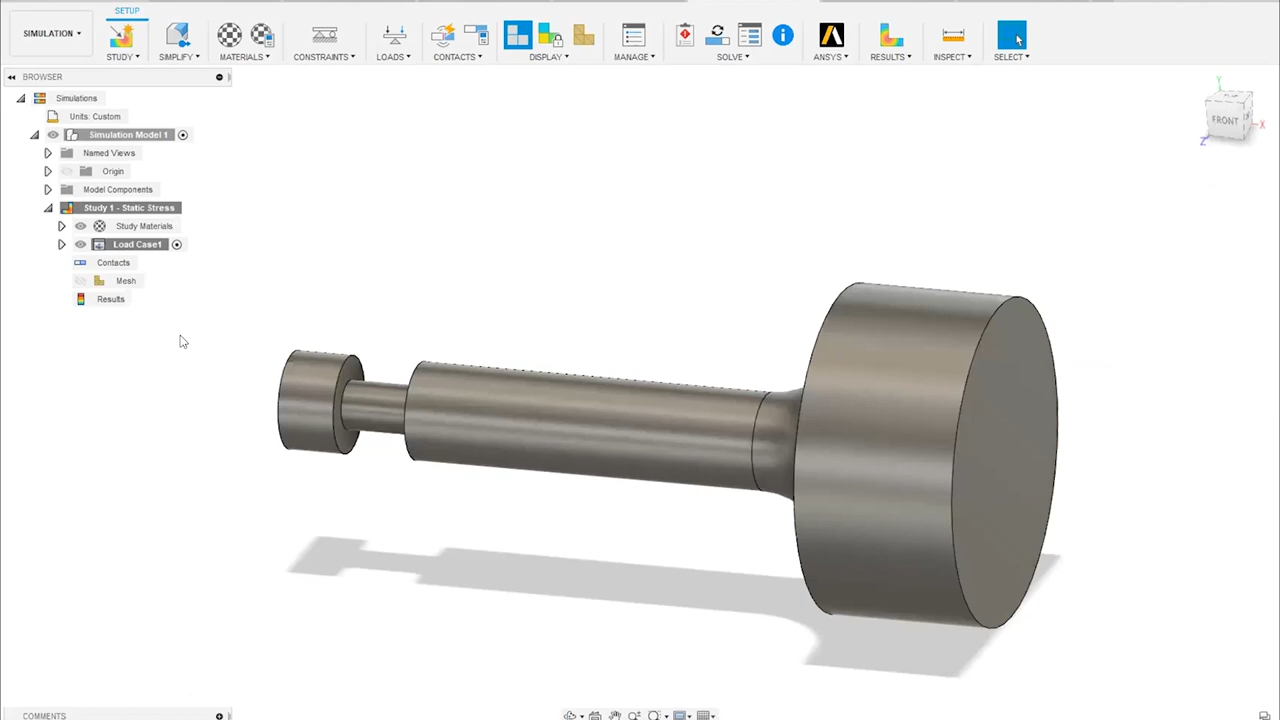 SETUP
SIMULATION
STUDY
SIMPLIFY
MATERIALS
CONSTRAINTS
LOADS
CONTACTS
DISPLAY
MANAGE
SOLVE
ANSYS
RESULTS
INSPECT
SELECT
BROWSER
Simulations
Units: Custom
Simulation Model 1
Named Views
Origin
Model Components
Study 1 - Static Stress
Study Materials
Load Case1
Contacts
Mesh
Results
Y
FRONT
X
Z
COMMENTS